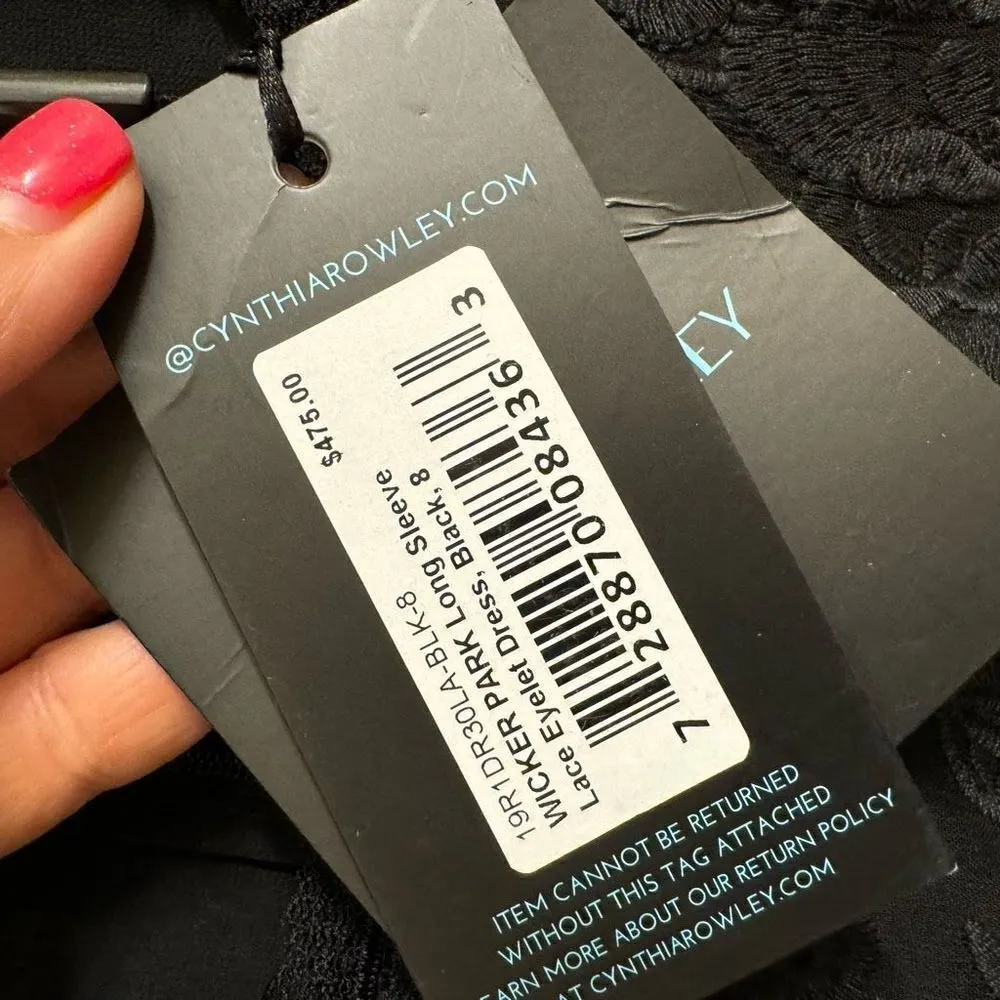 @CYNTHIAROWLEY.COM
EY
19R1DR30LA-BLK-8
WICKER PARK Long Sleeve
Lace Eyelet Dress, Black, 8
$475.00
7 28870 08436 3
ITEM CANNOT BE RETURNED
WITHOUT THIS TAG ATTACHED
EARN MORE ABOUT OUR RETURN POLICY
AT CYNTHIAROWLEY.COM